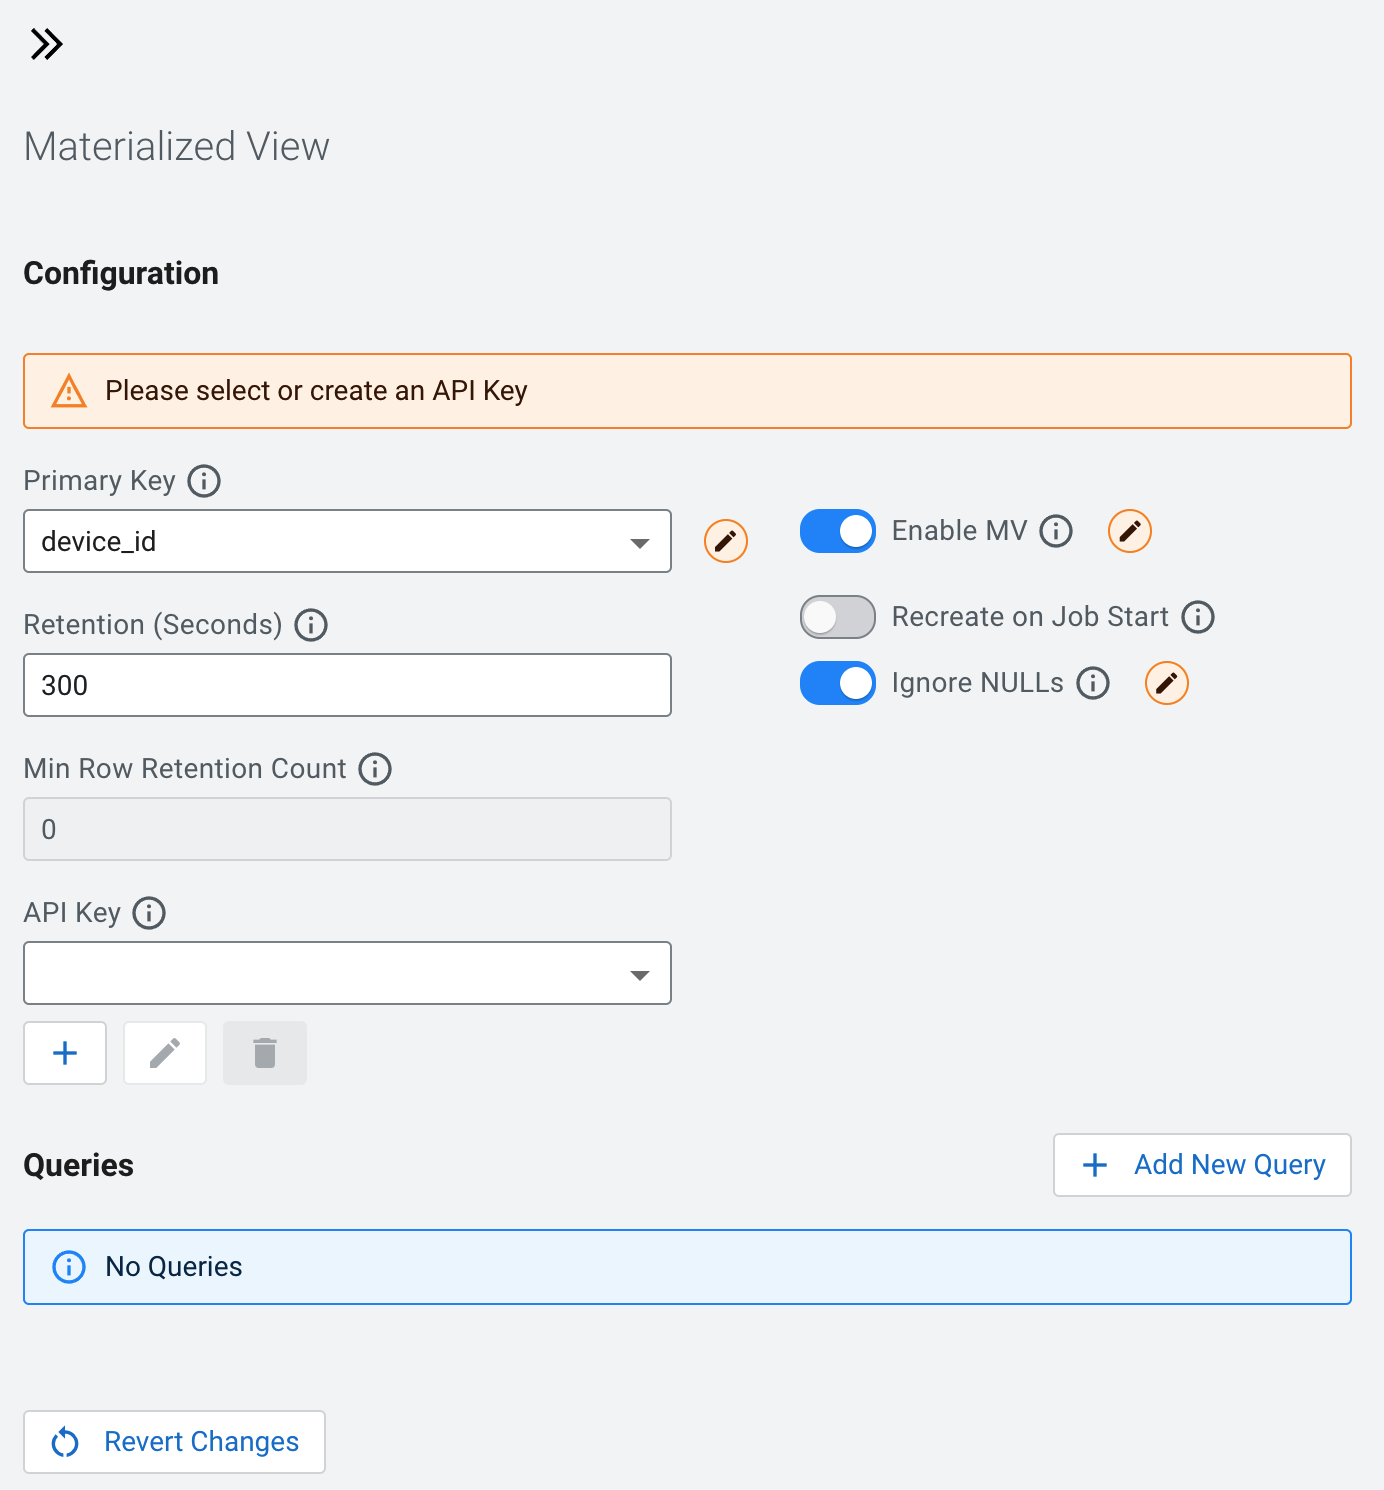 Materialized View
Configuration
Please select or create an API Key
Primary Key
device_id
Enable MV
Recreate on Job Start
Retention (Seconds)
300
Ignore NULLs
Min Row Retention Count
0
API Key
Queries
Add New Query
No Queries
Revert Changes